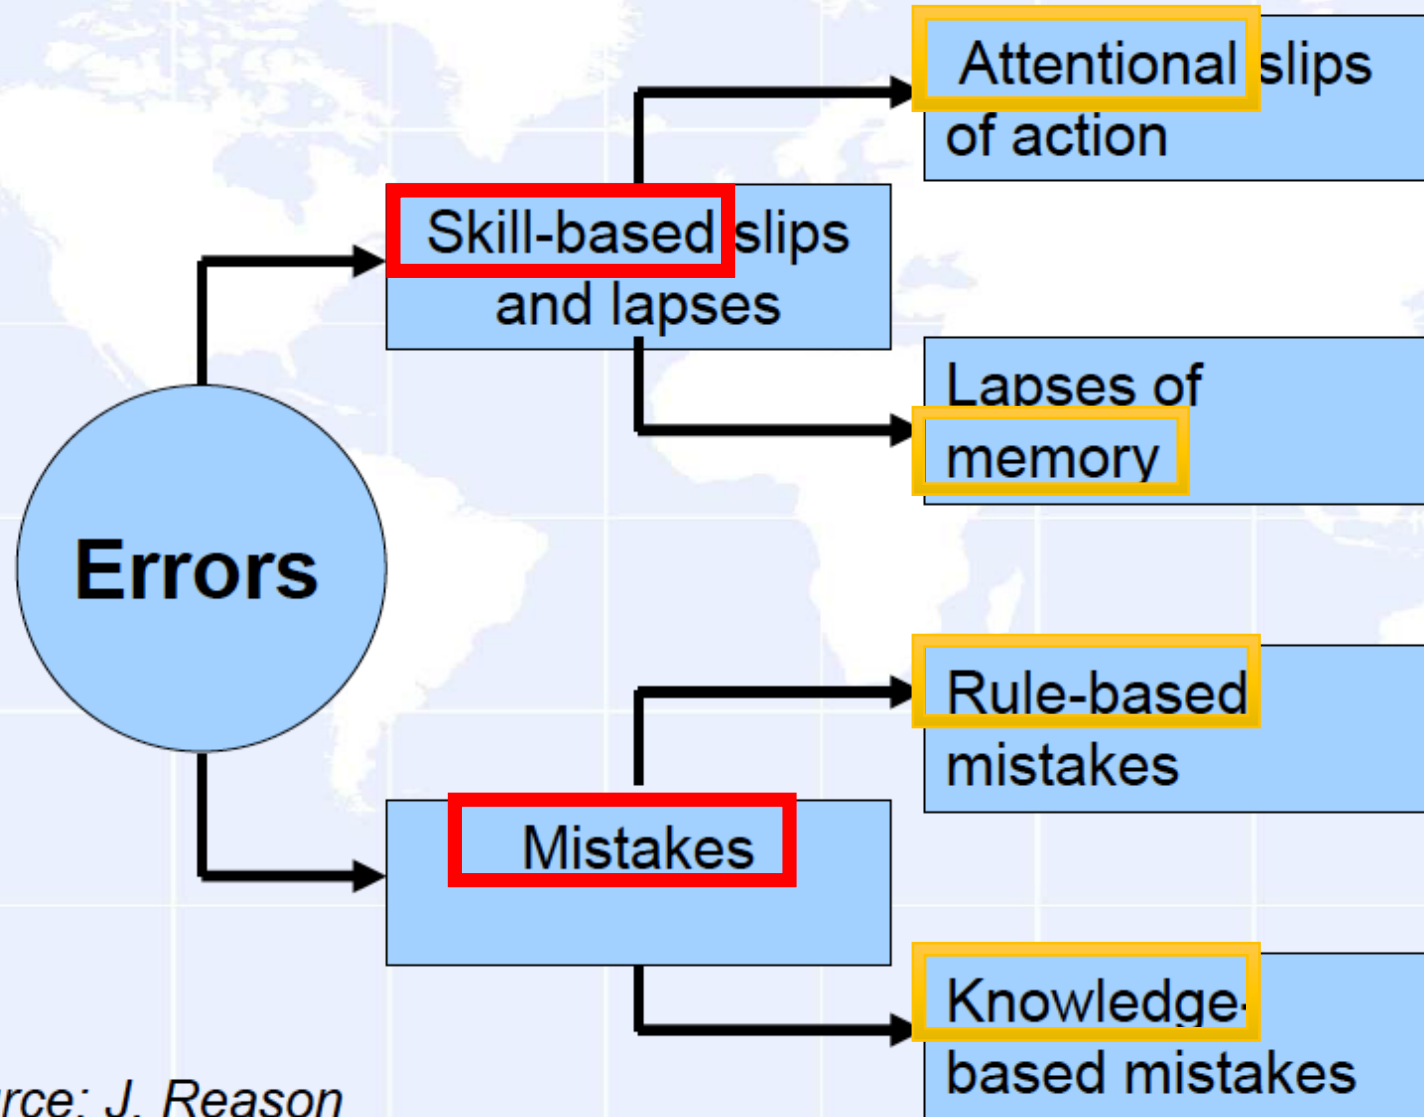 Attentional slips
of action
Skill-based slips
and lapses
Lapses of
memory
Errors
Rule-based
mistakes
Mistakes
Knowledge-
based mistakes
J. Reason